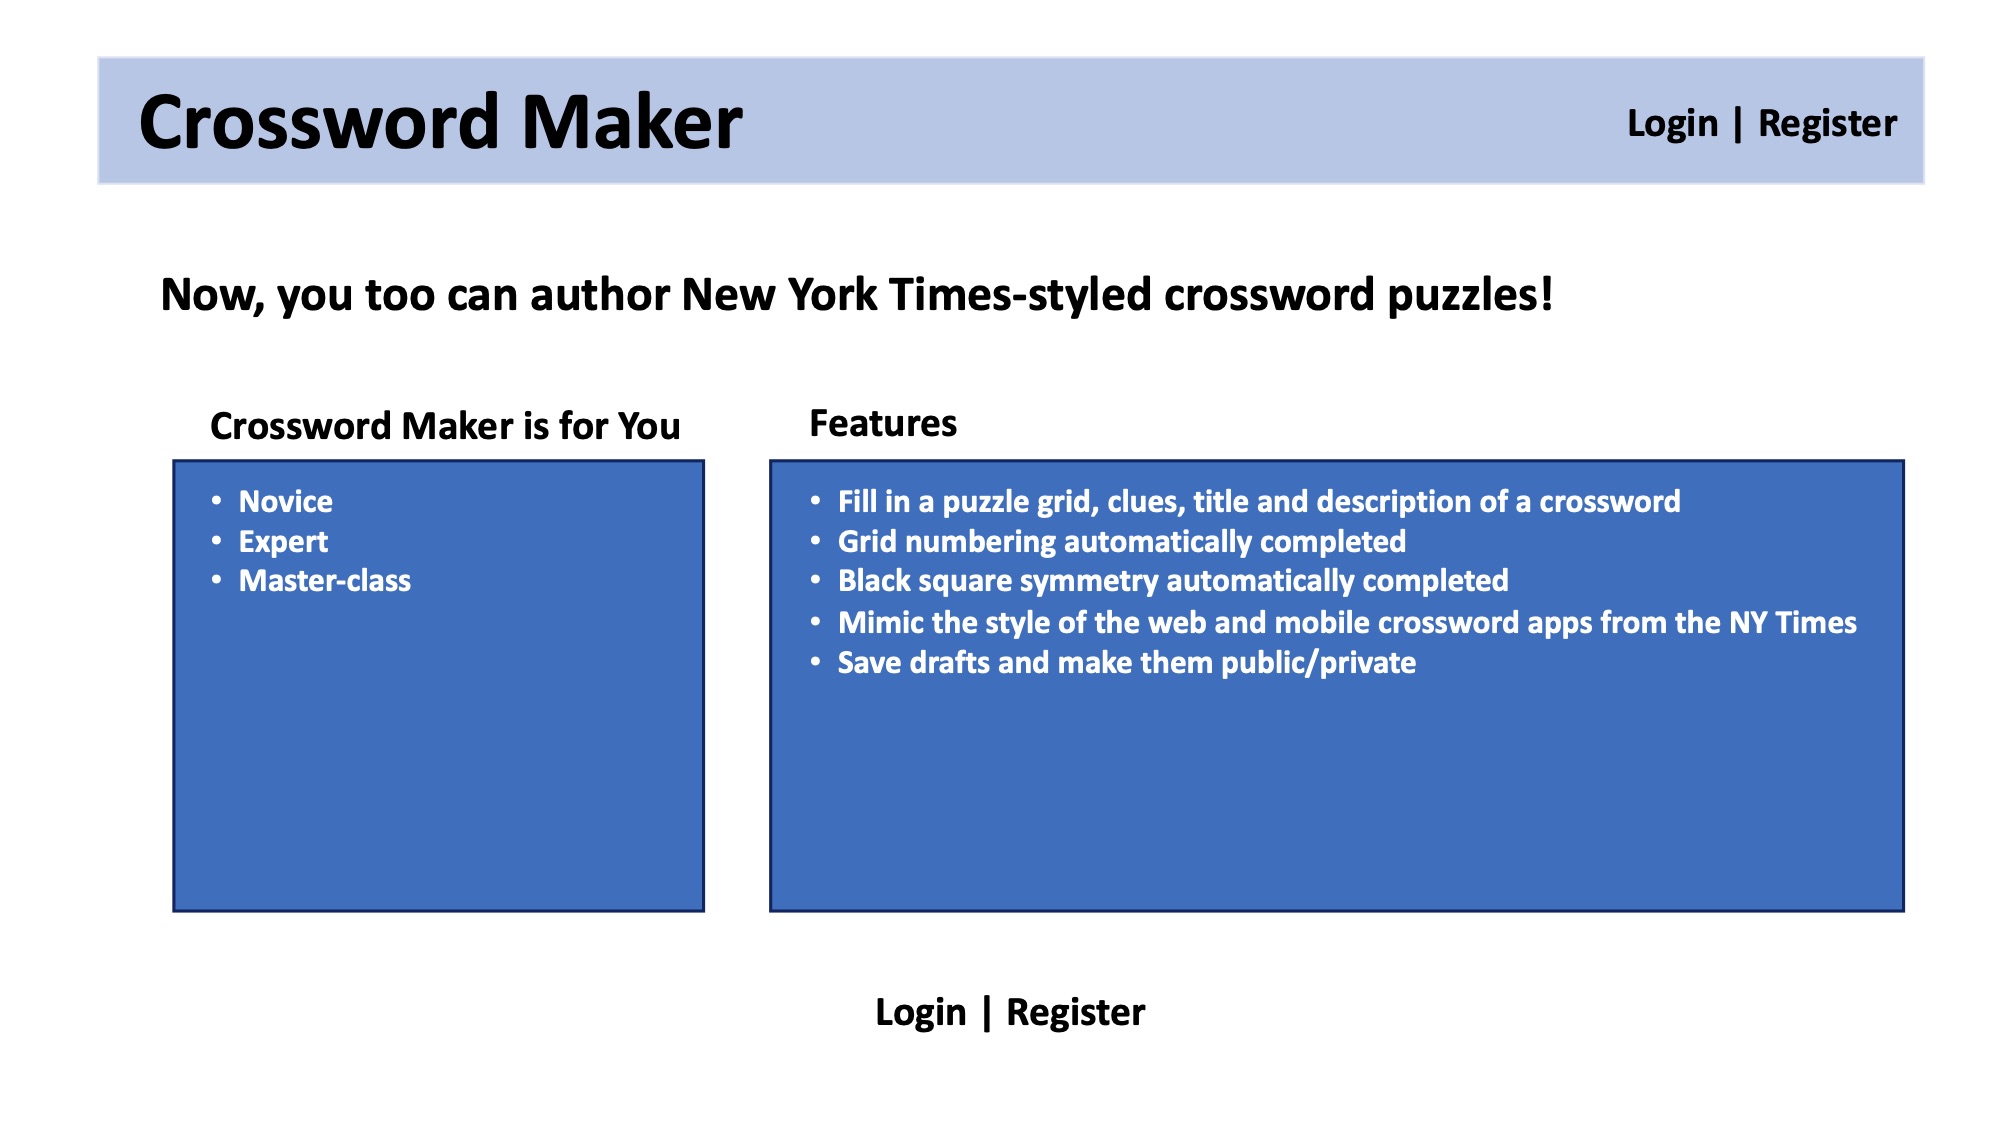 Crossword Maker
Login | Register
Now, you too can author New York Times-styled crossword puzzles!
Crossword Maker is for You
• Novice
• Expert
• Master-class
Features
• Fill in a puzzle grid, clues, title and description of a crossword
• Grid numbering automatically completed
• Black square symmetry automatically completed
• Mimic the style of the web and mobile crossword apps from the NY Times
• Save drafts and make them public/private
Login | Register